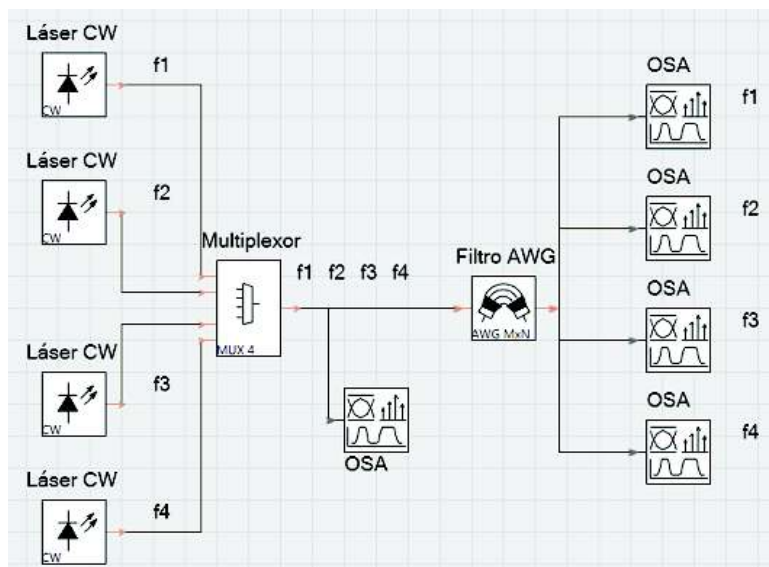 Láser CW
f1
CW
Láser CW
f2
CW
Multiplexor
f1 f2 f3 f4
MUX 4
Láser CW
f3
CW
Láser CW
f4
CW
OSA
Filtro AWG
AWG MxN
OSA
f1
OSA
f2
OSA
f3
OSA
f4